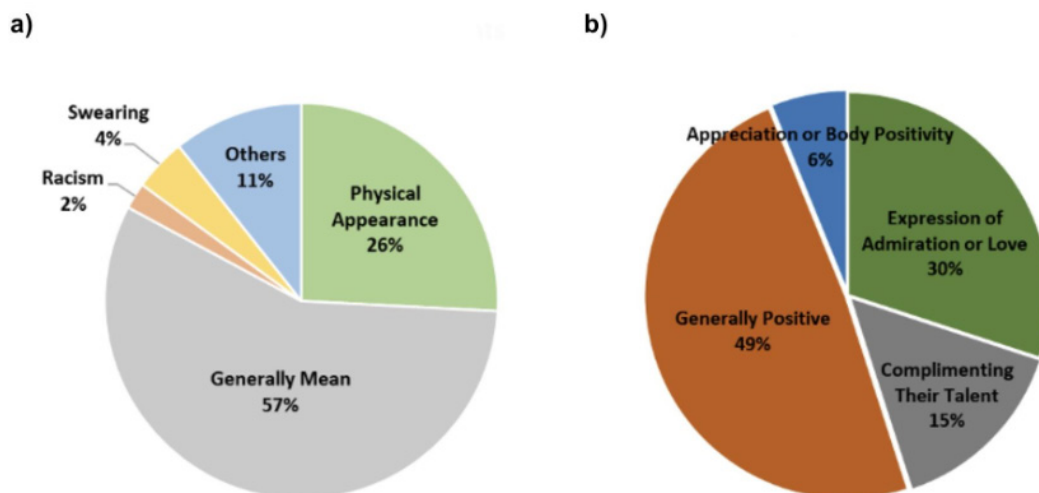 a)
Swearing
4%
Racism
2%
Others
11%
Physical
Appearance
26%
Generally Mean
57%
b)
Appreciation or Body Positivity
6%
Expression of
Admiration or Love
30%
Generally Positive
49%
Complimenting
Their Talent
15%